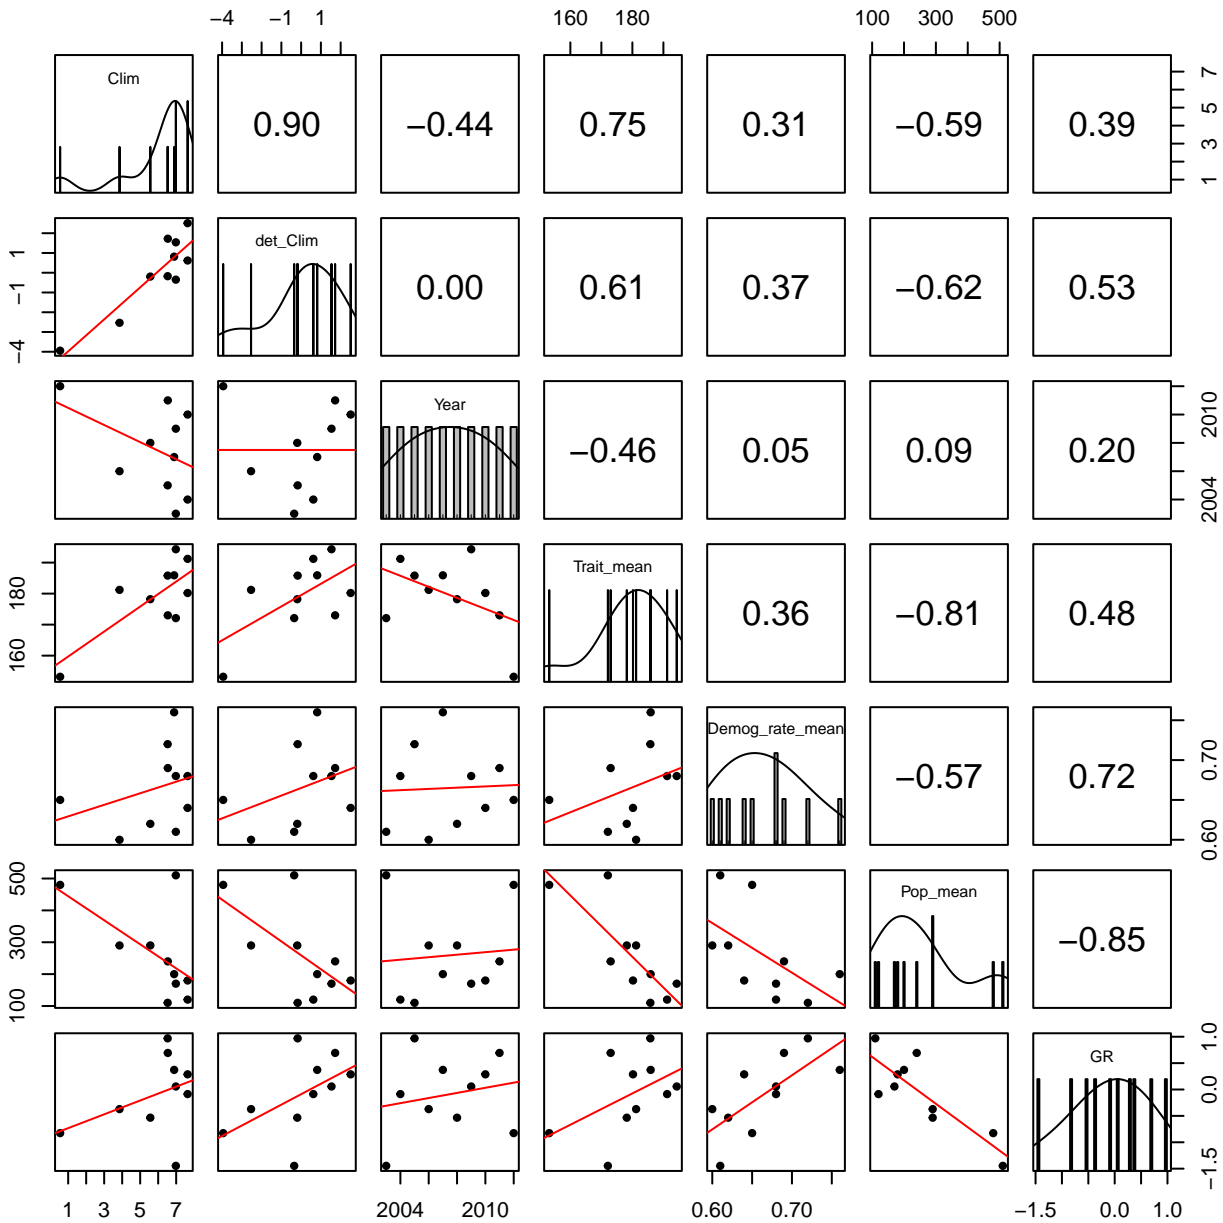 −4 −1 1 160 180 100 300 500
Clim 0.90 −0.44 0.75 0.31 −0.59 0.39 1 3 5 7
−4 −1 1 det_Clim 0.00 0.61 0.37 −0.62 0.53
Year −0.46 0.05 0.09 0.20 2004 2010
160 180 Trait_mean 0.36 −0.81 0.48
Demog_rate_mean −0.57 0.72 0.60 0.70
100 300 500 Pop_mean −0.85
GR −1.5 0.0 1.0
1 3 5 7 2004 2010 0.60 0.70 −1.5 0.0 1.0